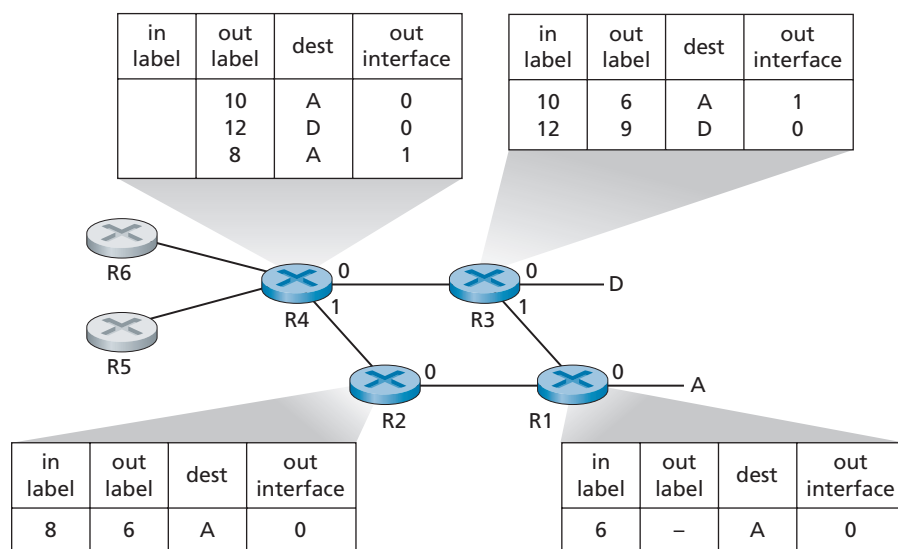 in label out label dest out interface
10 A 0
12 D 0
8 A 1
in label out label dest out interface
10 6 A 1
12 9 D 0
R6
R5
0
R4
1
0
D
R3
1
0
R2
0
A
R1
in label out label dest out interface
8 6 A 0
in label out label dest out interface
6 – A 0